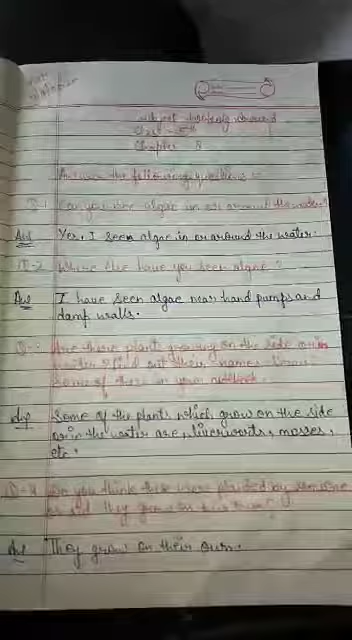 Class - 5th
Chapter 8
Answer the following questions :-
Q-1 Can you see algae in or around the water?
Ans Yes, I seen algae in or around the water.
Q-2 Where else have you seen algae?
Ans I have seen algae near hand pumps and
damp walls.
Are there plants growing on the side or in
water? Find out their names. Draw
some of these in your notebook.
Ans Some of the plants which grow on the side
or in the water are, liverworts, mosses,
etc.
Q-4 Do you think these were planted by someone
or did they grow on their own?
Ans They grow on their own.